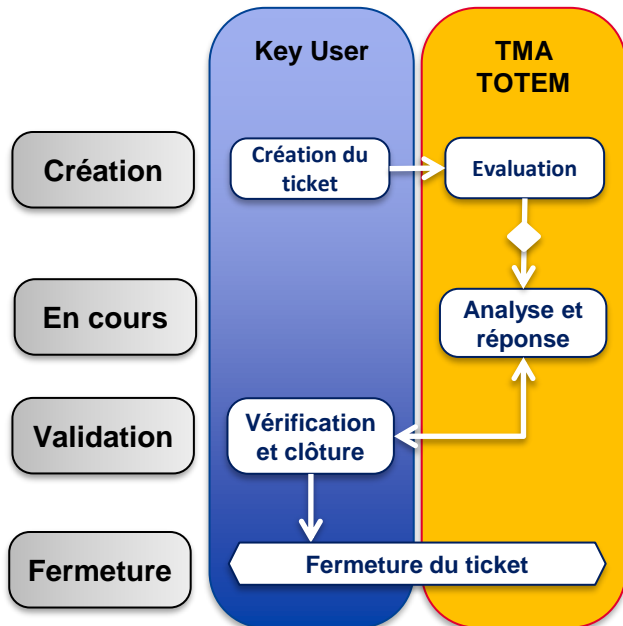 Key User
TMA
TOTEM
Création
Création du
ticket
Evaluation
En cours
Analyse et
réponse
Validation
Vérification
et clôture
Fermeture
Fermeture du ticket